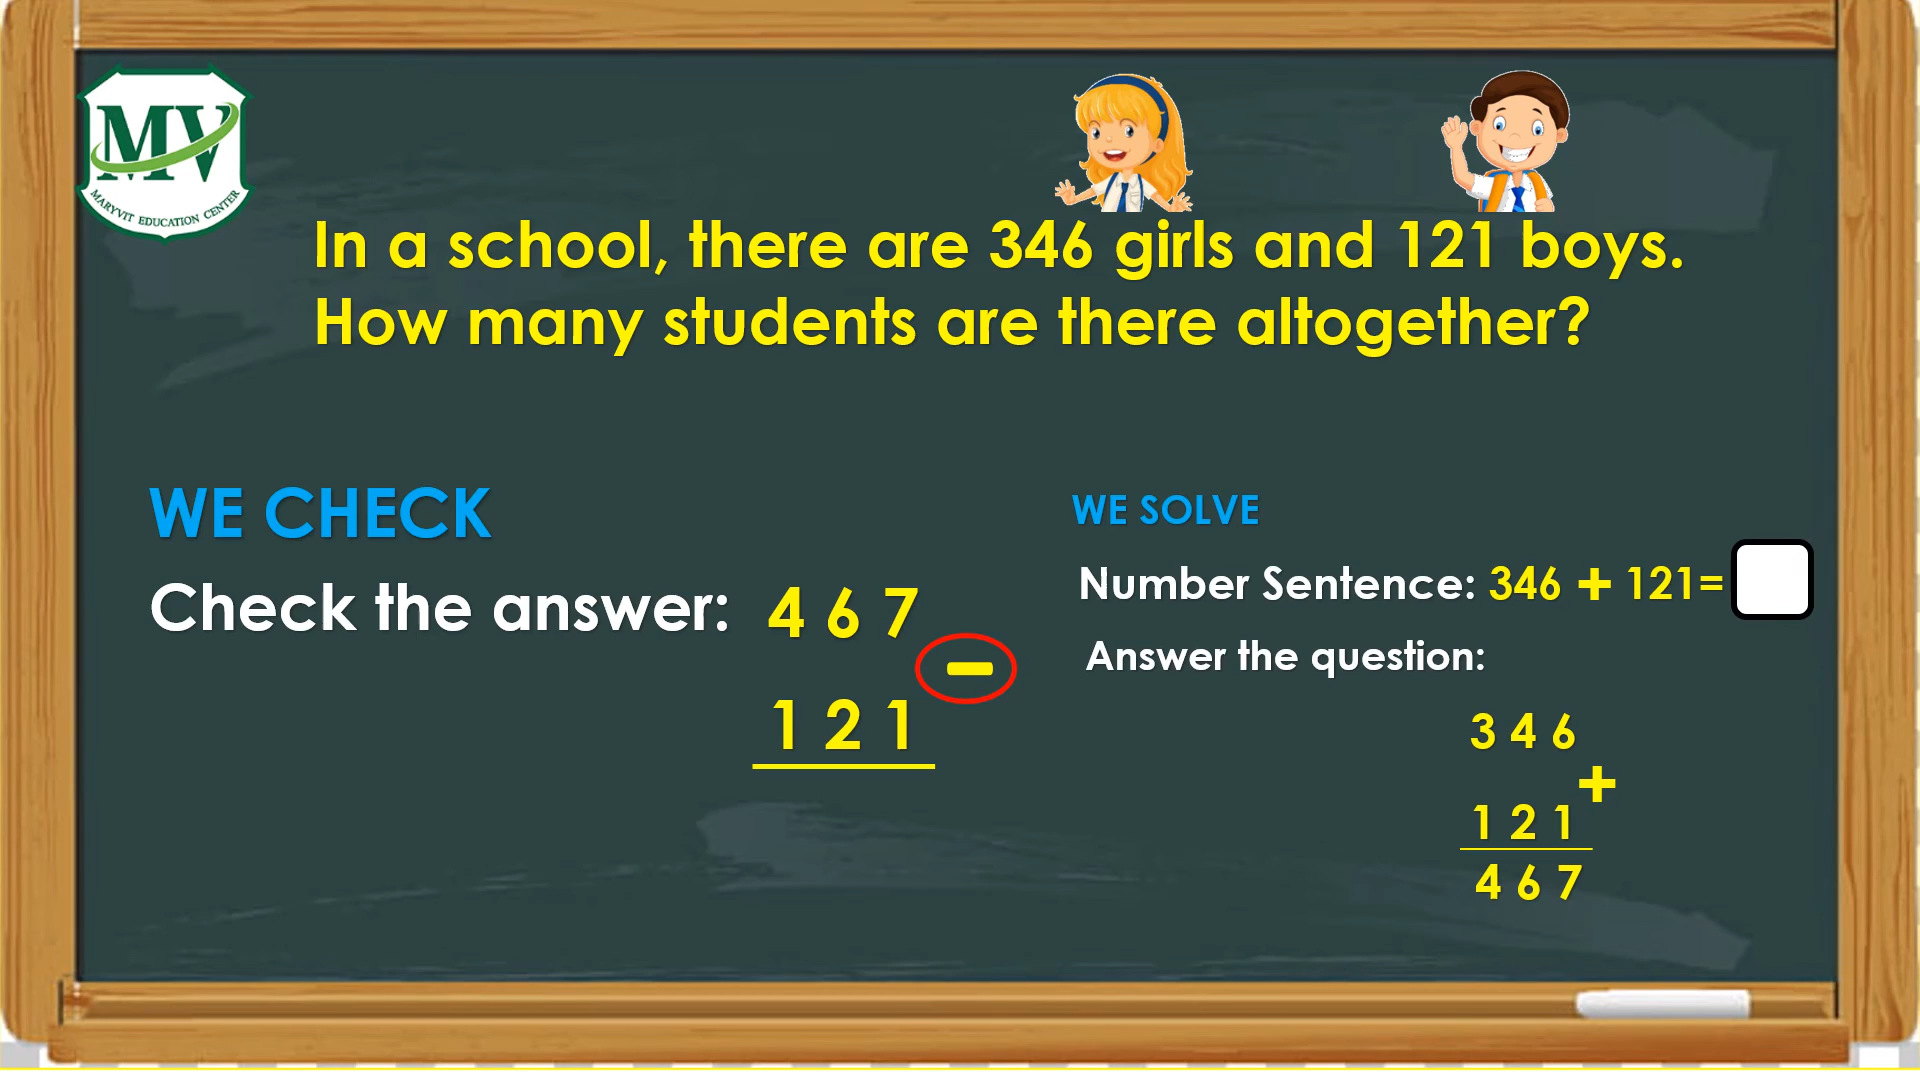 MV
MARYVIT EDUCATION CENTER
In a school, there are 346 girls and 121 boys.
How many students are there altogether?
WE CHECK
Check the answer: 4 6 7
−
1 2 1
WE SOLVE
Number Sentence: 346 + 121=
Answer the question:
3 4 6
+
1 2 1
4 6 7